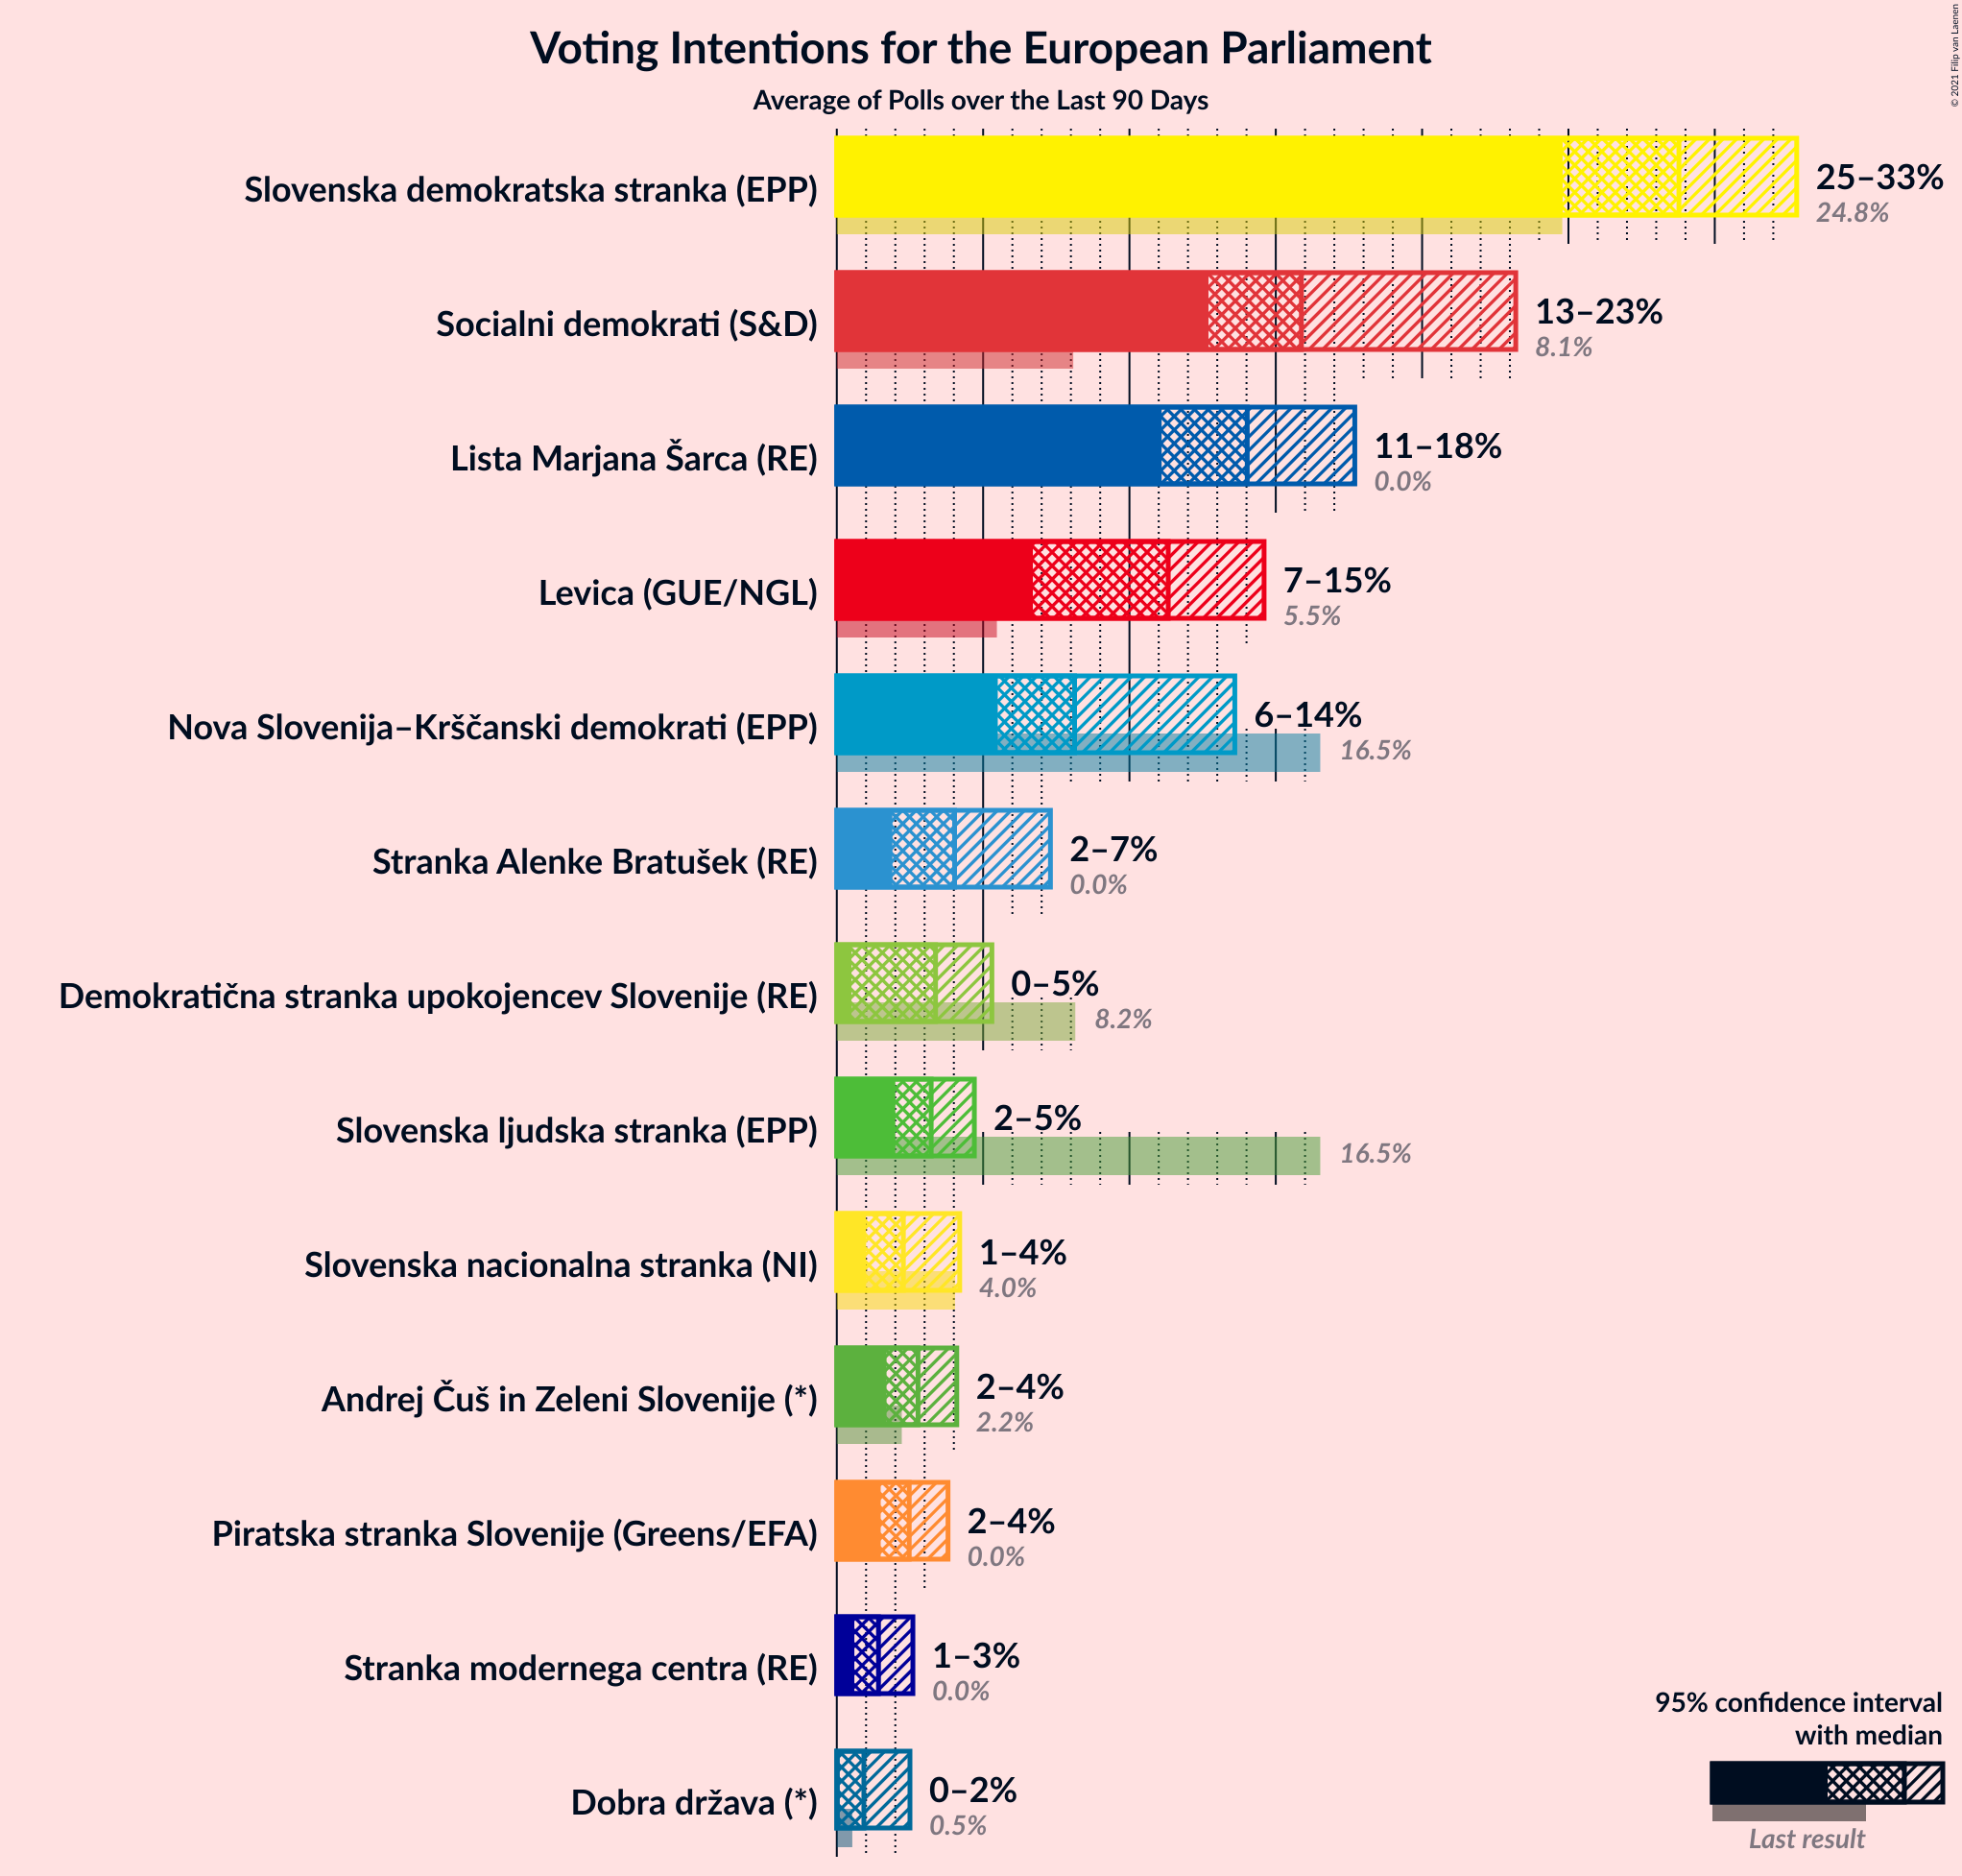 Voting Intentions for the European Parliament
Average of Polls over the Last 90 Days
© 2021 Filip van Laenen
Slovenska demokratska stranka (EPP)
25–33%
24.8%
Socialni demokrati (S&D)
13–23%
8.1%
Lista Marjana Šarca (RE)
11–18%
0.0%
Levica (GUE/NGL)
7–15%
5.5%
Nova Slovenija–Krščanski demokrati (EPP)
6–14%
16.5%
Stranka Alenke Bratušek (RE)
2–7%
0.0%
Demokratična stranka upokojencev Slovenije (RE)
0–5%
8.2%
Slovenska ljudska stranka (EPP)
2–5%
16.5%
Slovenska nacionalna stranka (NI)
1–4%
4.0%
Andrej Čuš in Zeleni Slovenije (*)
2–4%
2.2%
Piratska stranka Slovenije (Greens/EFA)
2–4%
0.0%
Stranka modernega centra (RE)
1–3%
0.0%
Dobra država (*)
0–2%
0.5%
95% confidence interval
with median
Last result